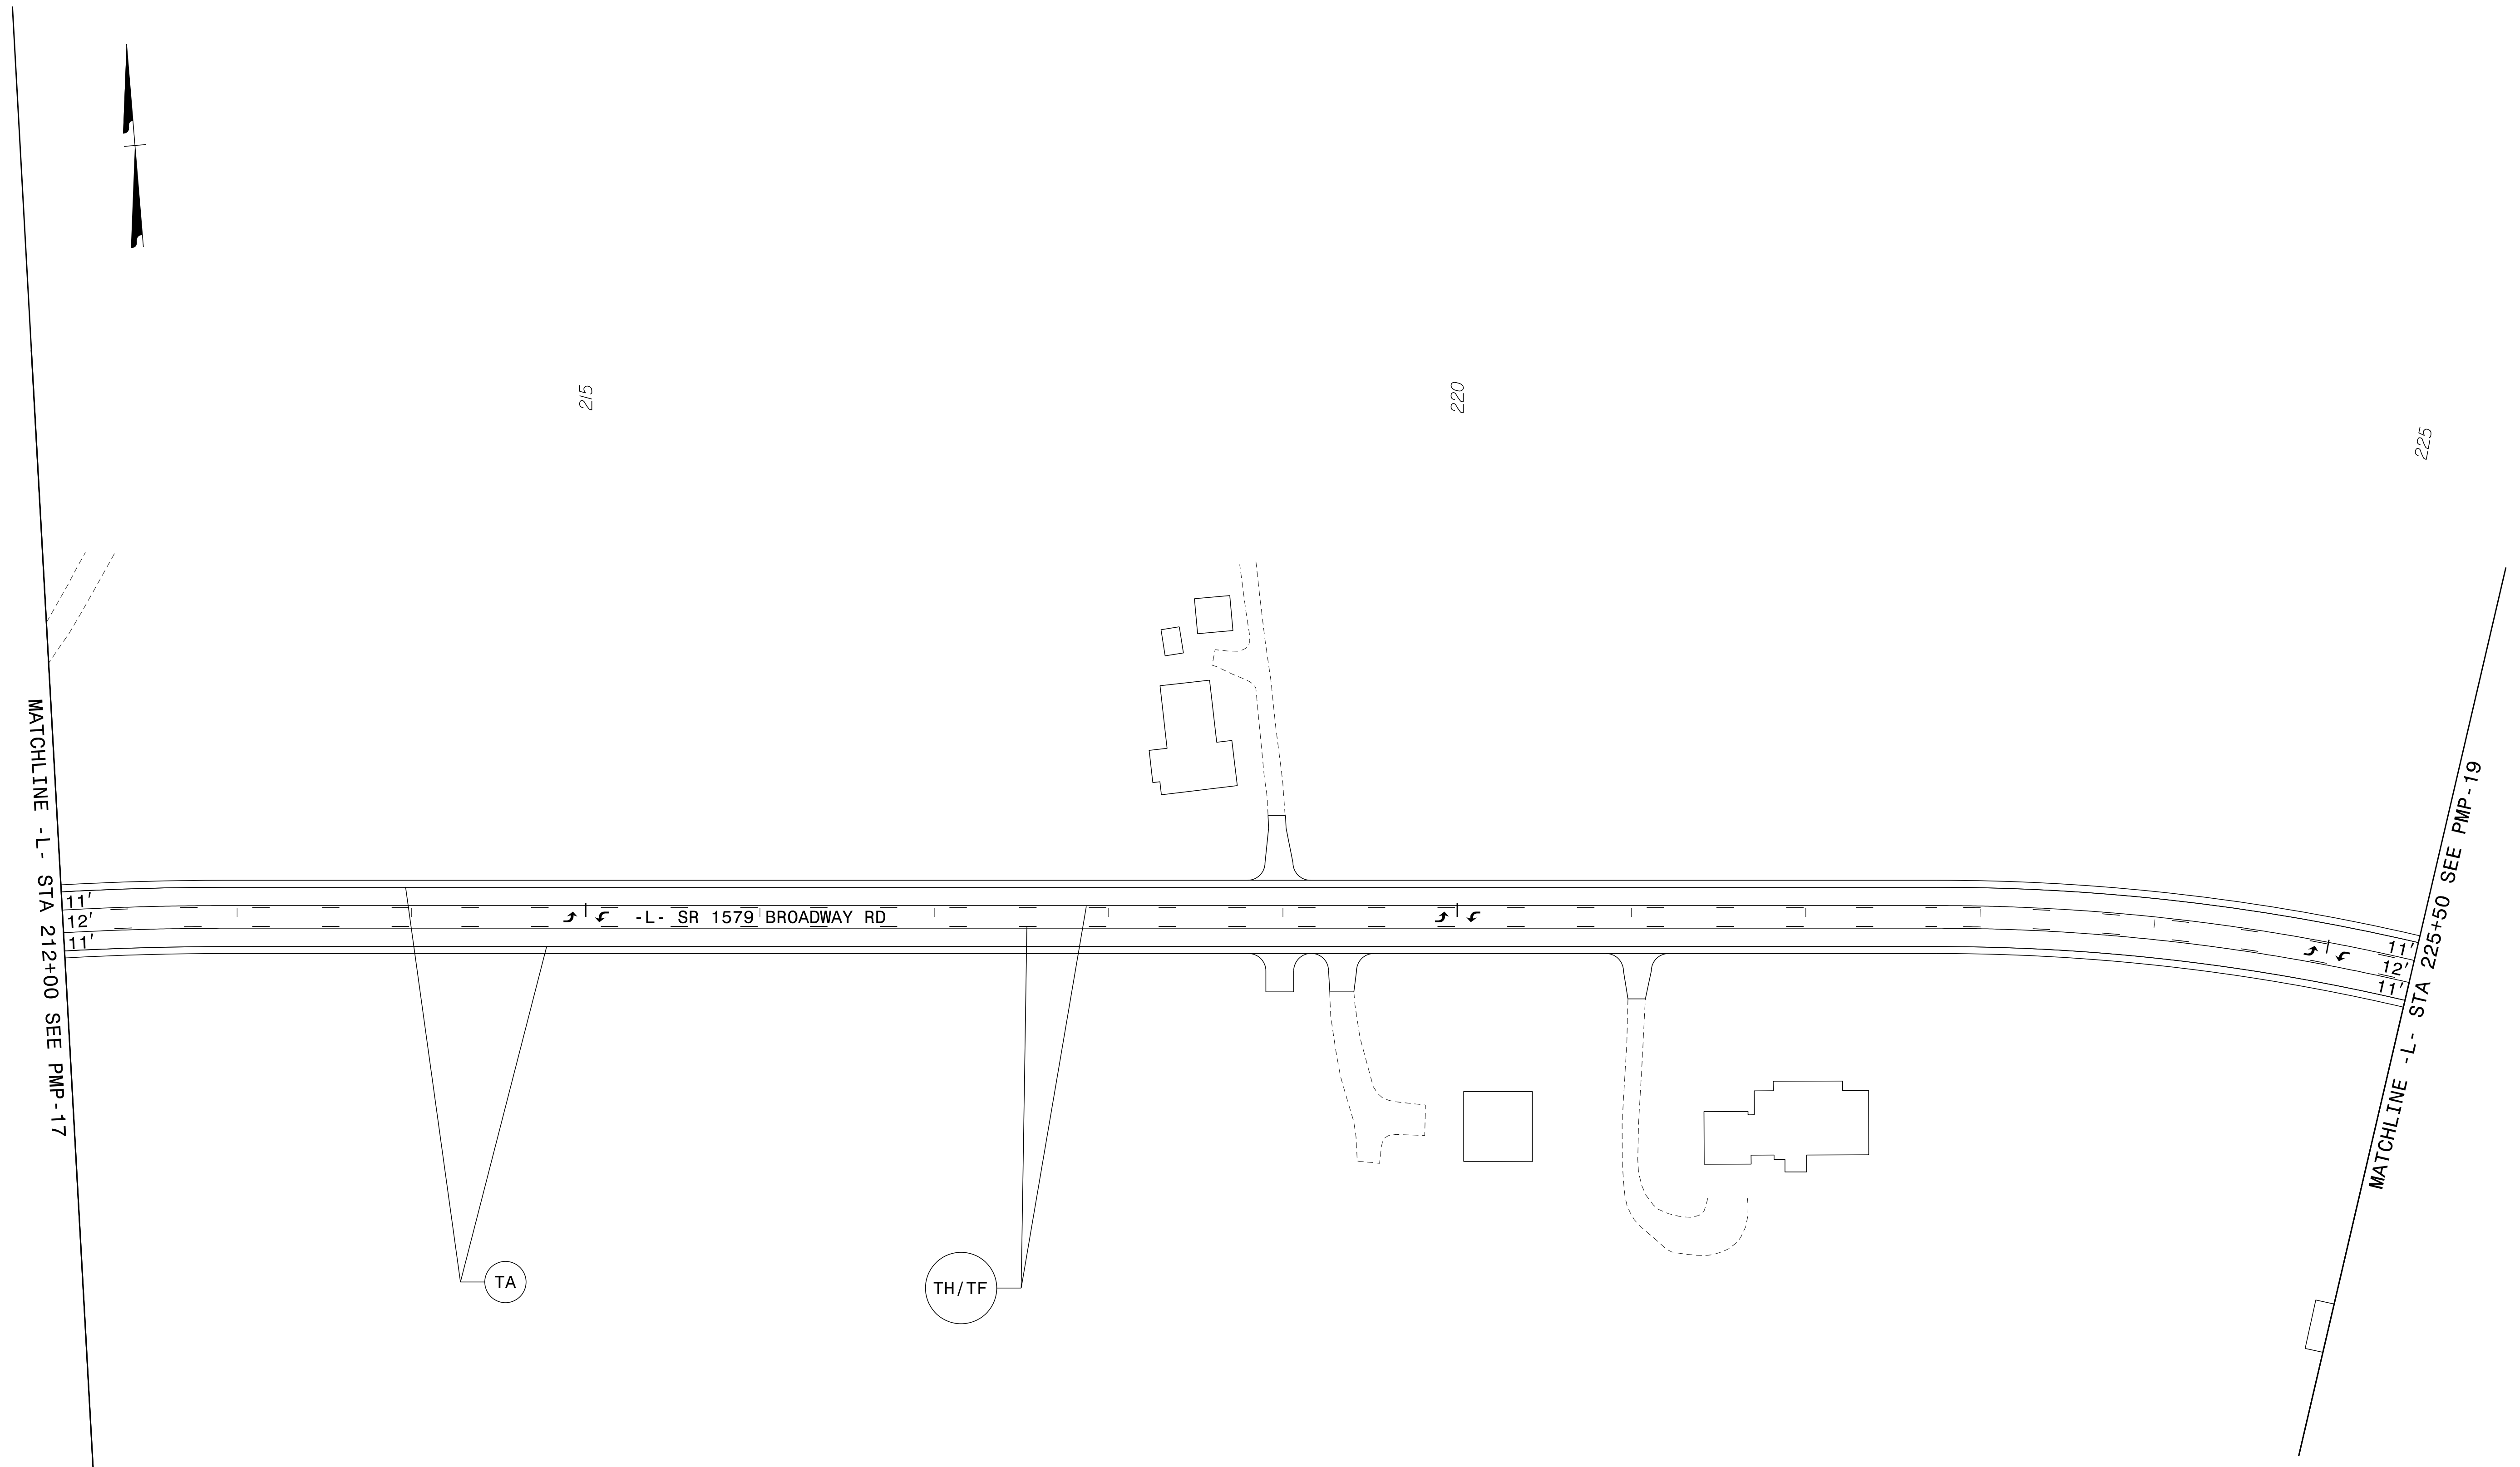 215
220
225
MATCHLINE -L- STA 212+00 SEE PMP-17
11'
12'
11'
-L- SR 1579 BROADWAY RD
11'
12'
11'
MATCHLINE -L- STA 225+50 SEE PMP-19
TA
TH/TF